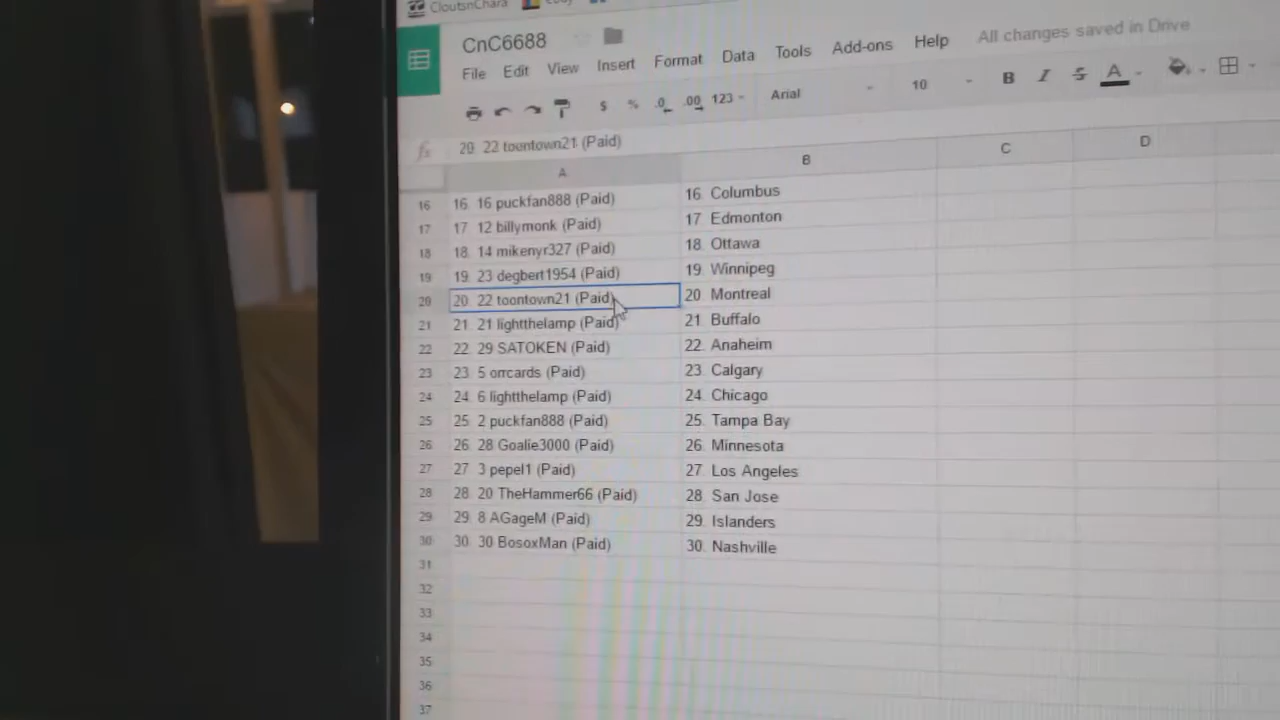 CloutsnChara
CnC6688
File Edit View Insert Format Data Tools Add-ons Help All changes saved in Drive
$ % .0 .00 123 Arial 10 B I S A
fx 20 22 toontown21 (Paid)
A B C D
16 16 16 puckfan888 (Paid) 16 Columbus
17 17 12 billymonk (Paid) 17 Edmonton
18 18 14 mikenyr327 (Paid) 18 Ottawa
19 19 23 degbert1954 (Paid) 19 Winnipeg
20 20 22 toontown21 (Paid) 20 Montreal
21 21 21 lightthelamp (Paid) 21 Buffalo
22 22 29 SATOKEN (Paid) 22 Anaheim
23 23 5 orrcards (Paid) 23 Calgary
24 24 6 lightthelamp (Paid) 24 Chicago
25 25 2 puckfan888 (Paid) 25 Tampa Bay
26 26 28 Goalie3000 (Paid) 26 Minnesota
27 27 3 pepel1 (Paid) 27 Los Angeles
28 28 20 TheHammer66 (Paid) 28 San Jose
29 29 8 AGageM (Paid) 29 Islanders
30 30 30 BosoxMan (Paid) 30 Nashville
31
32
33
34
35
36
37